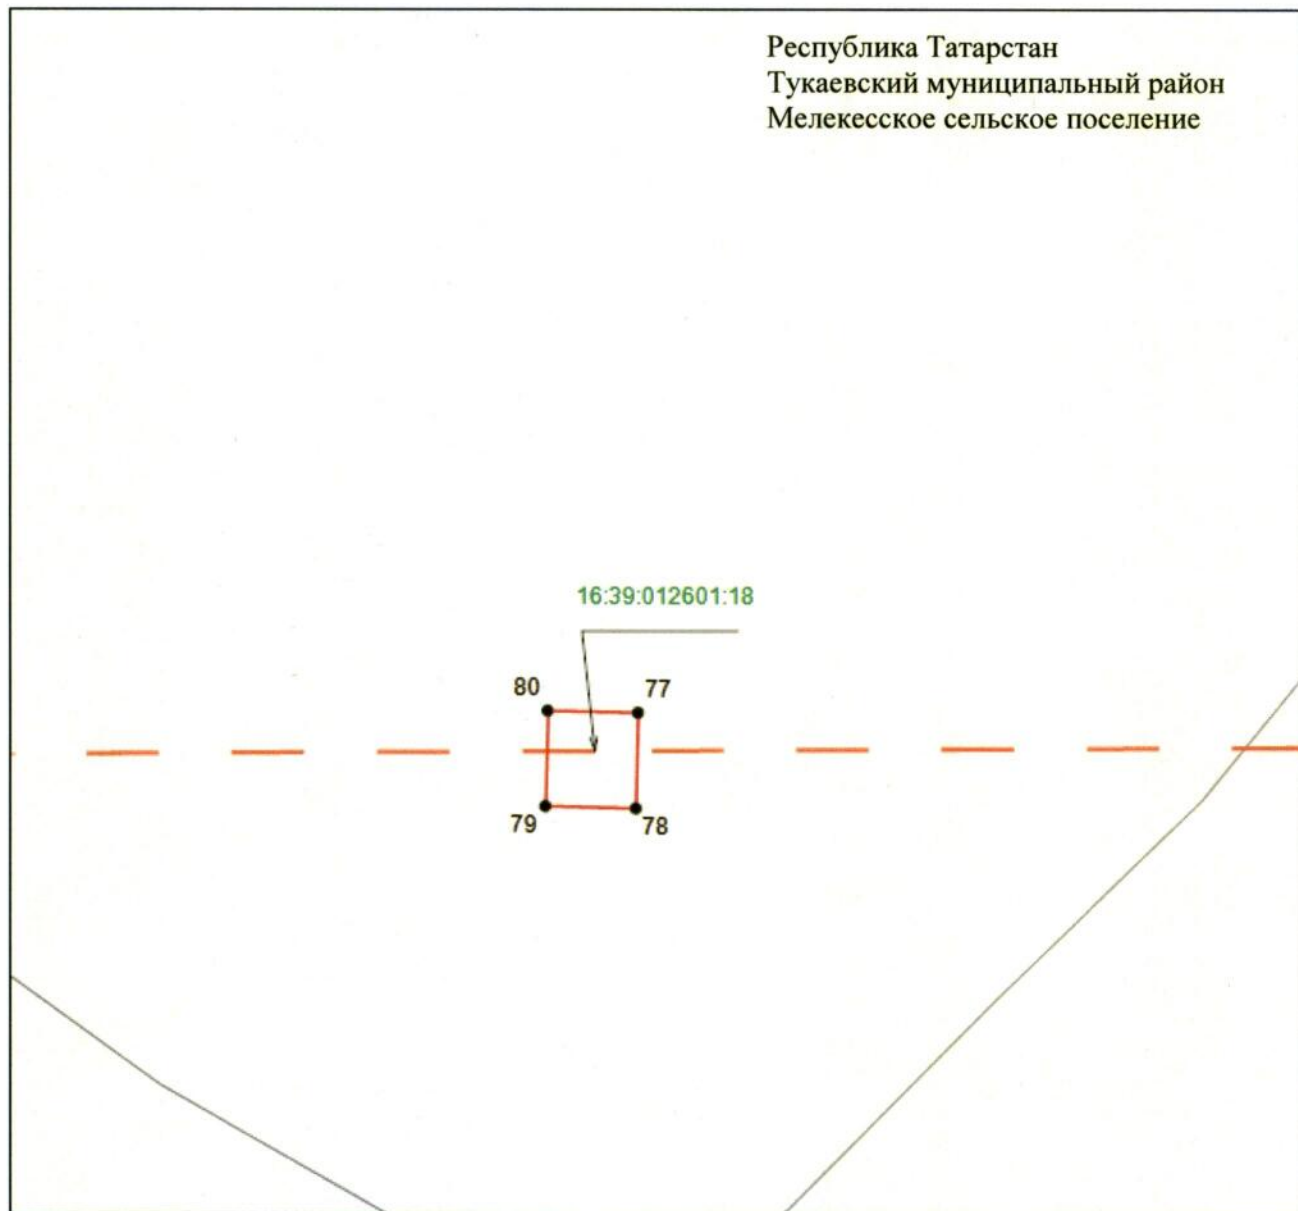 Республика Татарстан
Тукаевский муниципальный район
Мелекесское сельское поселение
16:39:012601:18
80
77
79
78